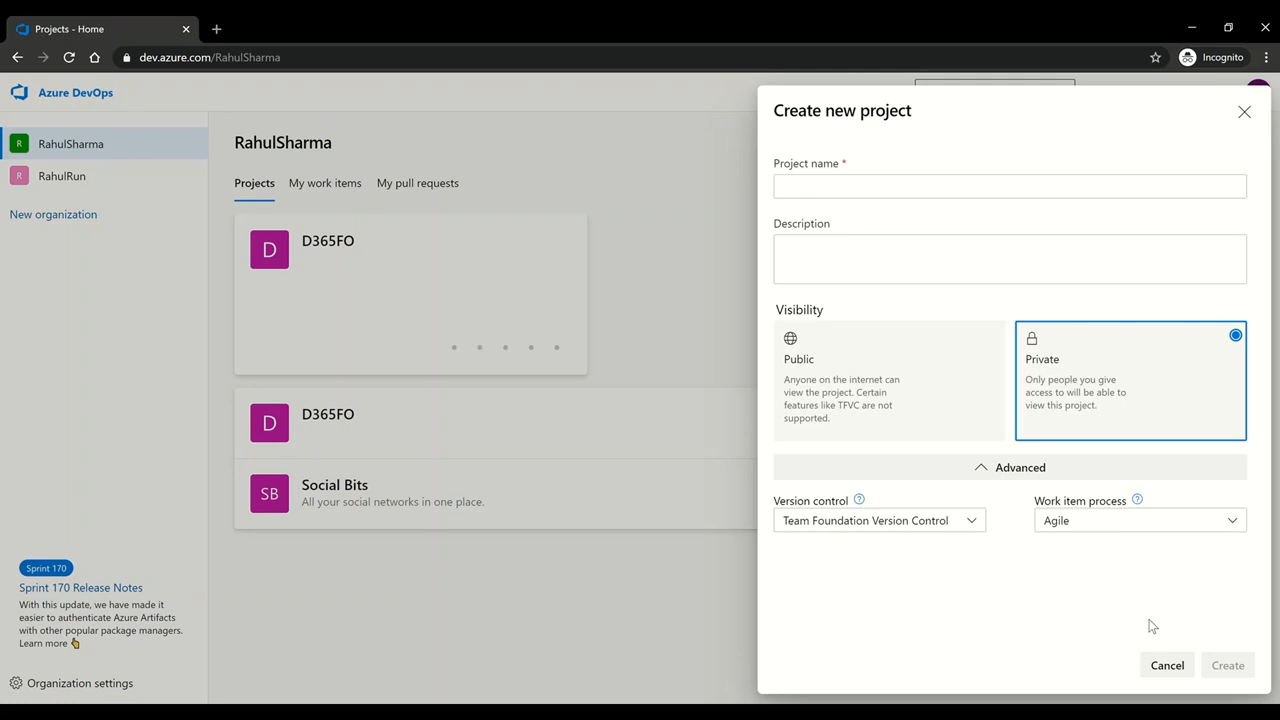 Projects - Home
dev.azure.com/RahulSharma
Incognito
Azure DevOps
R RahulSharma
R RahulRun
New organization
Sprint 170
Sprint 170 Release Notes
With this update, we have made it
easier to authenticate Azure Artifacts
with other popular package managers.
Learn more
Organization settings
RahulSharma
Projects My work items My pull requests
D D365FO
D D365FO
SB Social Bits
All your social networks in one place.
Create new project
Project name *
Description
Visibility
Public
Anyone on the internet can
view the project. Certain
features like TFVC are not
supported.
Private
Only people you give
access to will be able to
view this project.
Advanced
Version control
Team Foundation Version Control
Work item process
Agile
Cancel Create